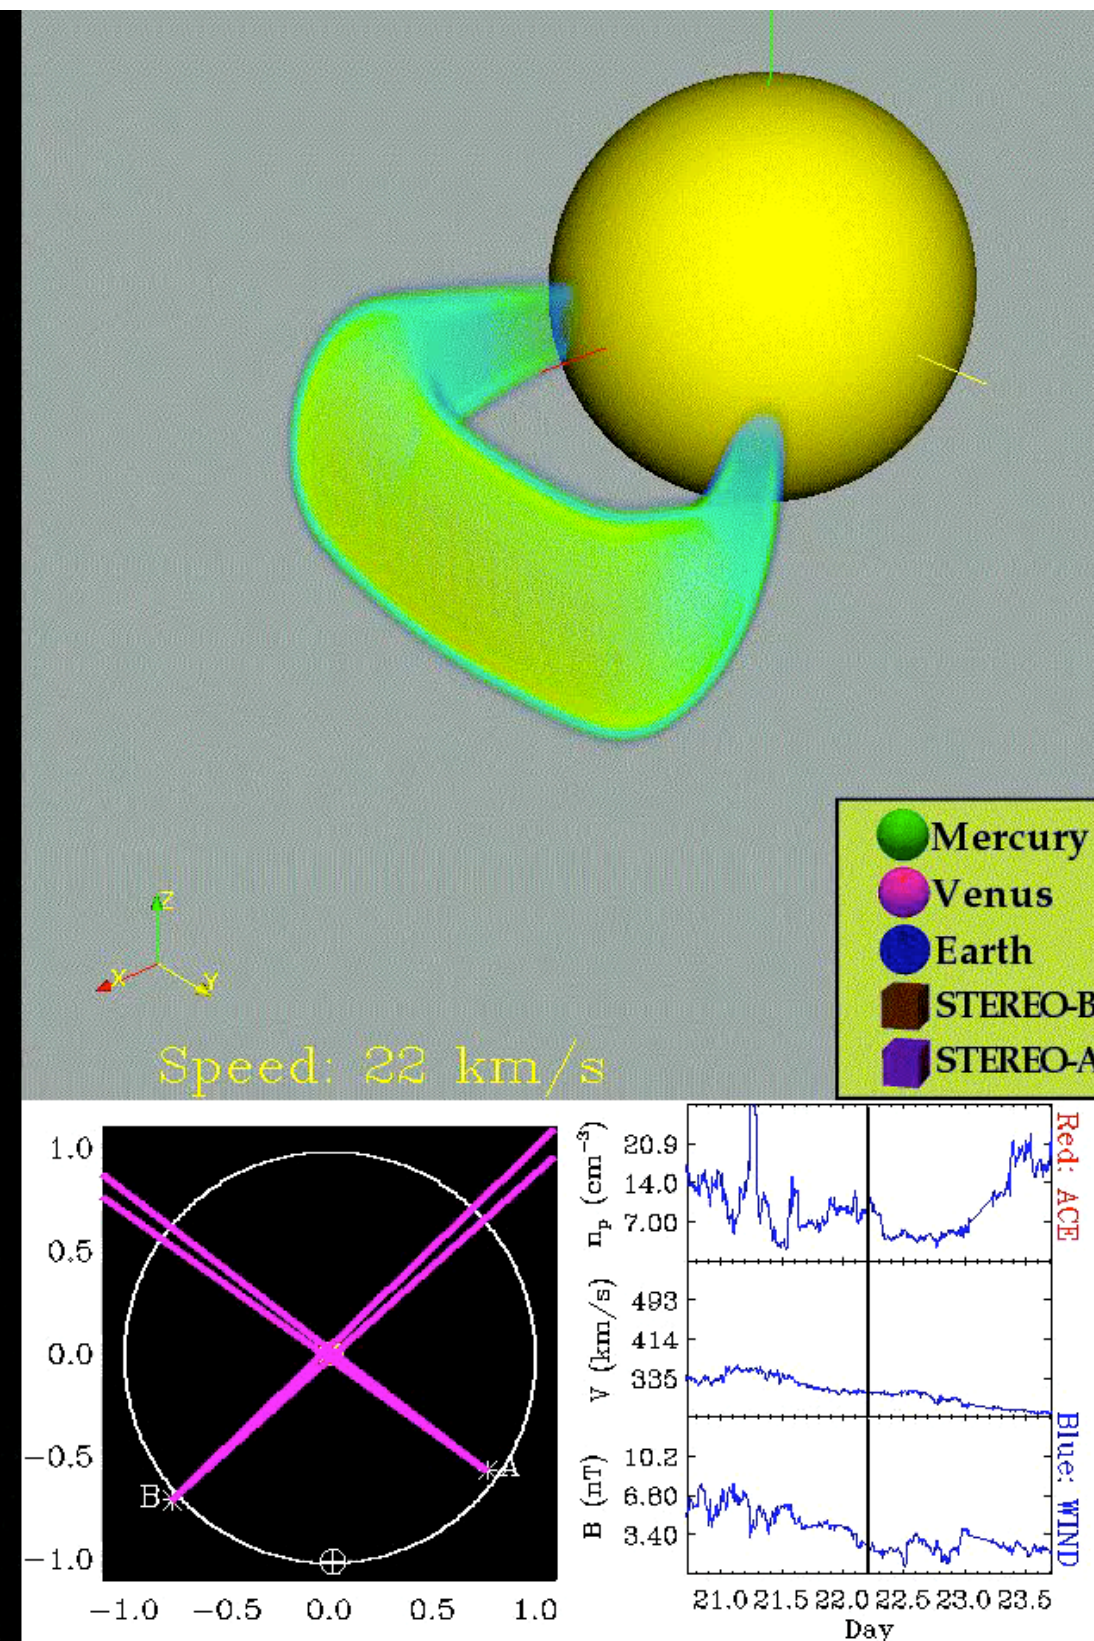 Mercury
Venus
Earth
STEREO-B
STEREO-A
Z
X
Y
Speed: 22 km/s
1.0
0.5
0.0
−0.5
−1.0
B
A
−1.0 −0.5 0.0 0.5 1.0
n_p (cm⁻³)
20.9
14.0
7.00
V (km/s)
493
414
335
B (nT)
10.2
6.80
3.40
21.0 21.5 22.0 22.5 23.0 23.5
Day
Red: ACE
Blue: WIND